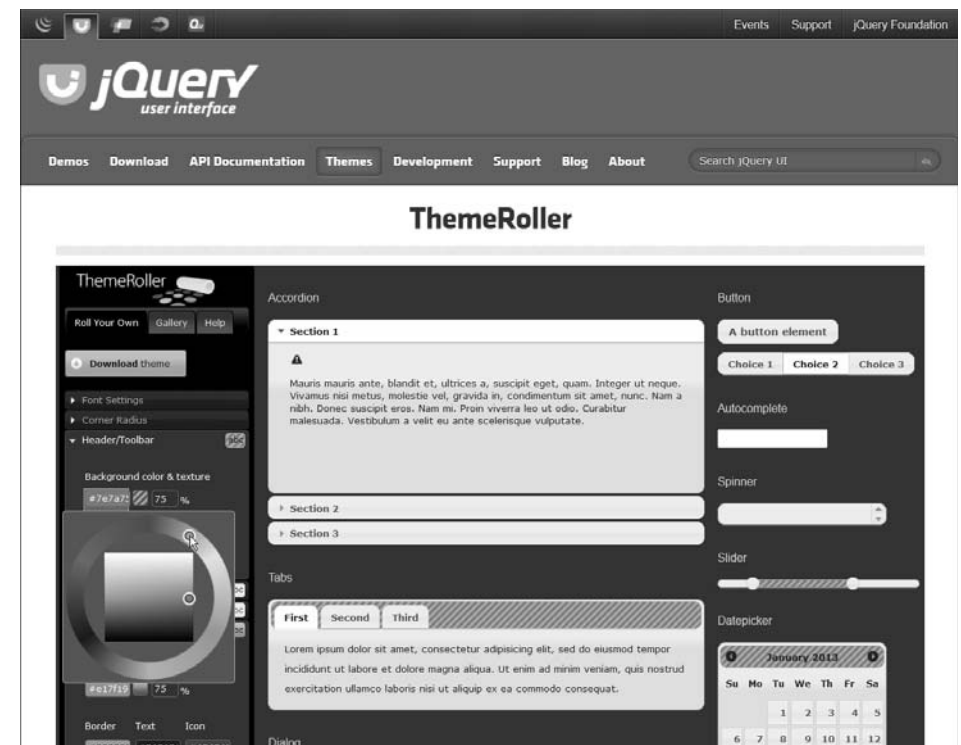 Events Support jQuery Foundation
jQuery
user interface
Demos Download API Documentation Themes Development Support Blog About Search jQuery UI
ThemeRoller
ThemeRoller
Roll Your Own Gallery Help
Download theme
Font Settings
Corner Radius
Header/Toolbar abc
Background color & texture
75 %
75 %
Border Text Icon
Accordion
Section 1
Mauris mauris ante, blandit et, ultrices a, suscipit eget, quam. Integer ut neque.
Vivamus nisi metus, molestie vel, gravida in, condimentum sit amet, nunc. Nam a
nibh. Donec suscipit eros. Nam mi. Proin viverra leo ut odio. Curabitur
malesuada. Vestibulum a velit eu ante scelerisque vulputate.
Section 2
Section 3
Tabs
First Second Third
Lorem ipsum dolor sit amet, consectetur adipisicing elit, sed do eiusmod tempor
incididunt ut labore et dolore magna aliqua. Ut enim ad minim veniam, quis nostrud
exercitation ullamco laboris nisi ut aliquip ex ea commodo consequat.
Dialog
Button
A button element
Choice 1 Choice 2 Choice 3
Autocomplete
Spinner
Slider
Datepicker
January 2013
Su Mo Tu We Th Fr Sa
1 2 3 4 5
6 7 8 9 10 11 12